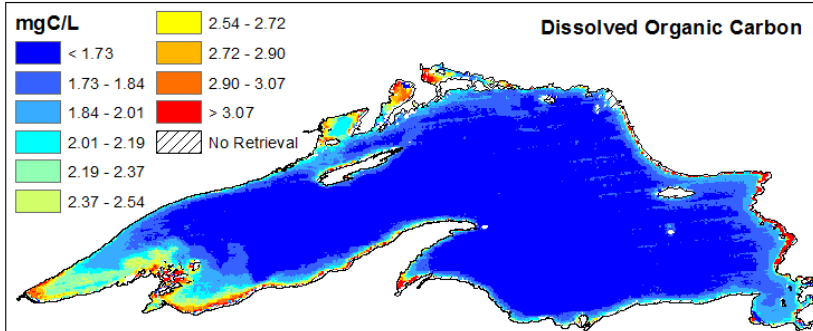 mgC/L
Dissolved Organic Carbon
< 1.73
1.73 - 1.84
1.84 - 2.01
2.01 - 2.19
2.19 - 2.37
2.37 - 2.54
2.54 - 2.72
2.72 - 2.90
2.90 - 3.07
> 3.07
No Retrieval